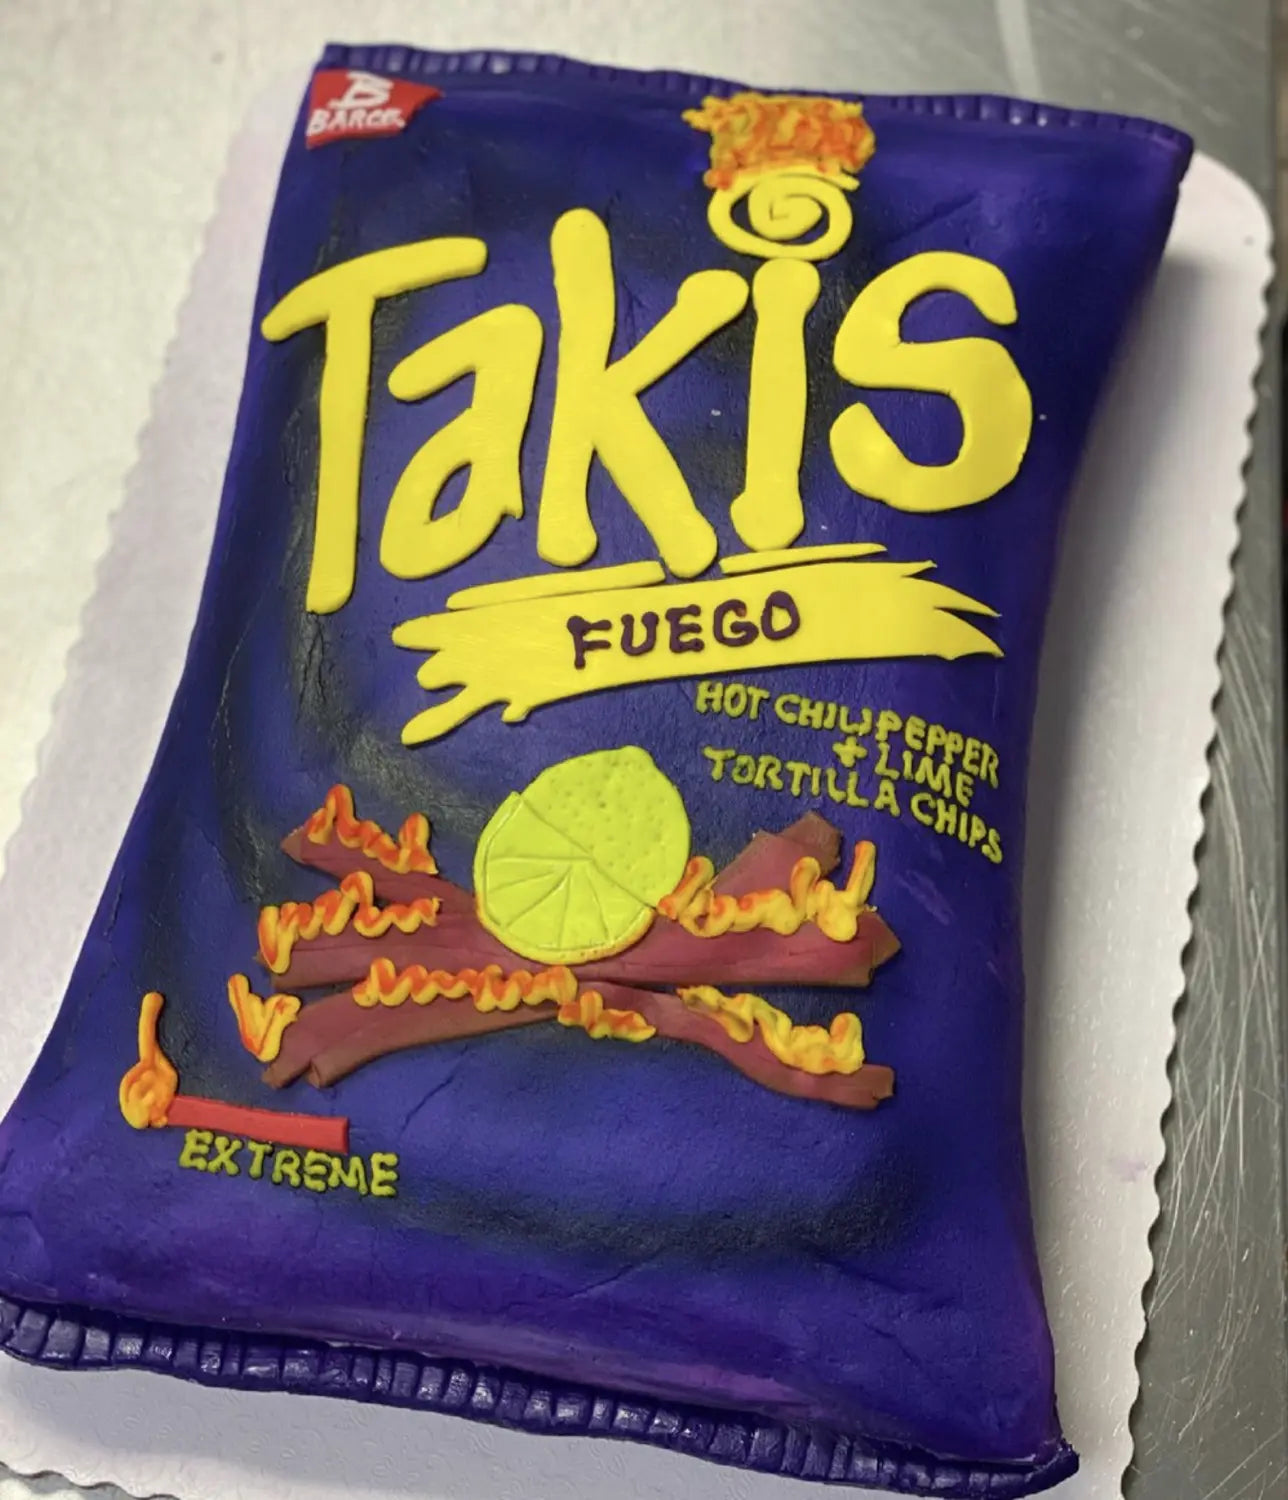 B
BARCEL
Takis
FUEGO
HOT CHILI PEPPER
+ LIME
TORTILLA CHIPS
EXTREME